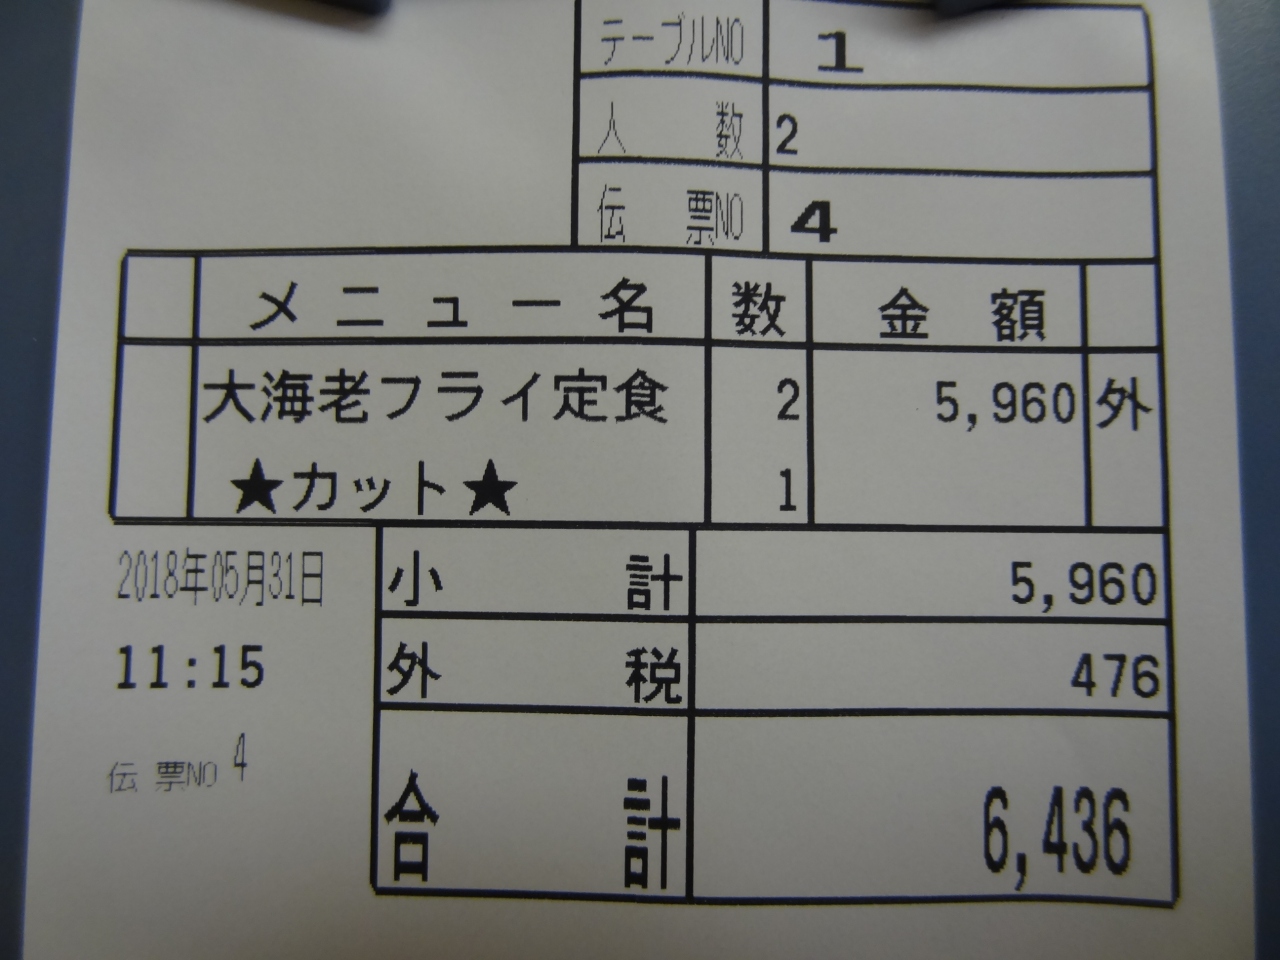 テーブルNO 1
人数 2
伝票NO 4
メニュー名 数 金額
大海老フライ定食 2 5,960 外
★カット★ 1
2018年05月31日 小計 5,960
11:15 外税 476
伝票NO 4
合計 6,436